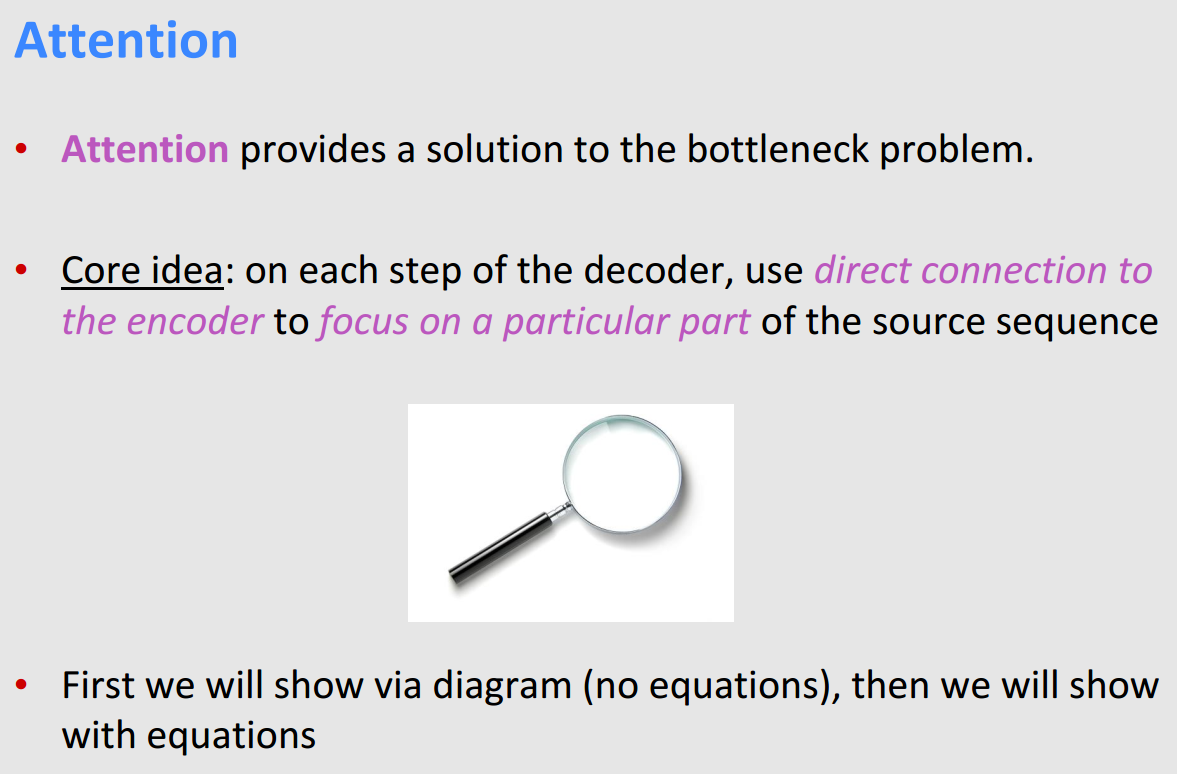 Attention
• Attention provides a solution to the bottleneck problem.
• Core idea: on each step of the decoder, use direct connection to
the encoder to focus on a particular part of the source sequence
• First we will show via diagram (no equations), then we will show
with equations